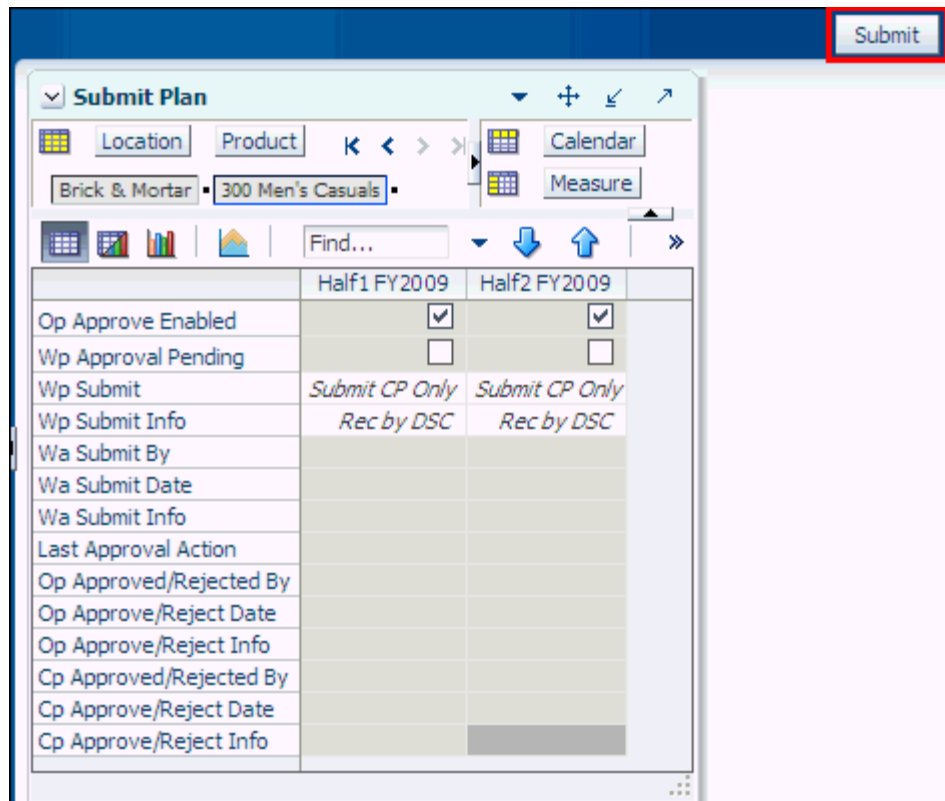 Submit
Submit Plan
Location Product Calendar
Brick & Mortar 300 Men's Casuals Measure
Find...
Half1 FY2009 Half2 FY2009
Op Approve Enabled
Wp Approval Pending
Wp Submit Submit CP Only Submit CP Only
Wp Submit Info Rec by DSC Rec by DSC
Wa Submit By
Wa Submit Date
Wa Submit Info
Last Approval Action
Op Approved/Rejected By
Op Approve/Reject Date
Op Approve/Reject Info
Cp Approved/Rejected By
Cp Approve/Reject Date
Cp Approve/Reject Info